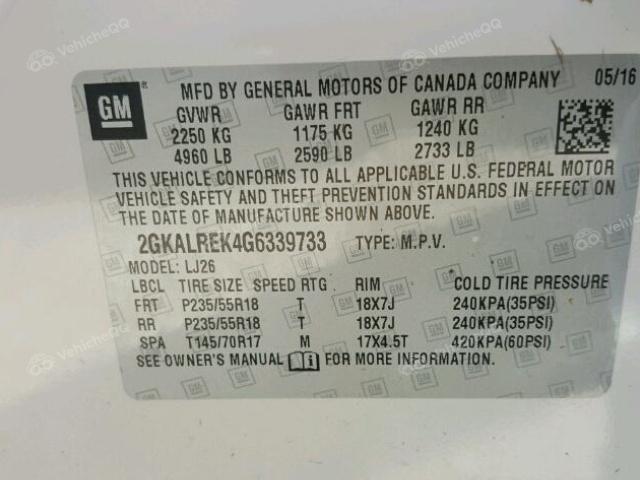 GM
MFD BY GENERAL MOTORS OF CANADA COMPANY 05/16
GVWR GAWR FRT GAWR RR
2250 KG 1175 KG 1240 KG
4960 LB 2590 LB 2733 LB
THIS VEHICLE CONFORMS TO ALL APPLICABLE U.S. FEDERAL MOTOR
VEHICLE SAFETY AND THEFT PREVENTION STANDARDS IN EFFECT ON
THE DATE OF MANUFACTURE SHOWN ABOVE.
2GKALREK4G6339733 TYPE: M.P.V.
MODEL: LJ26
LBCL TIRE SIZE SPEED RTG RIM COLD TIRE PRESSURE
FRT P235/55R18 T 18X7J 240KPA(35PSI)
RR P235/55R18 T 18X7J 240KPA(35PSI)
SPA T145/70R17 M 17X4.5T 420KPA(60PSI)
SEE OWNER'S MANUAL FOR MORE INFORMATION.
VehicleQQ